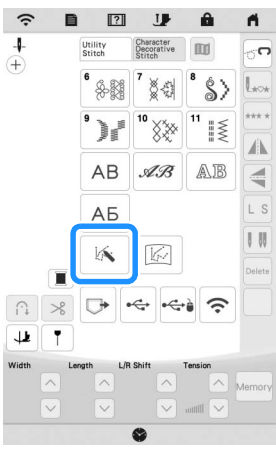 Utility Stitch
Character Decorative Stitch
6
7
8
9
10
11
AB
AB
AB
АБ
L S
Delete
Width
Length
L/R Shift
Tension
Memory